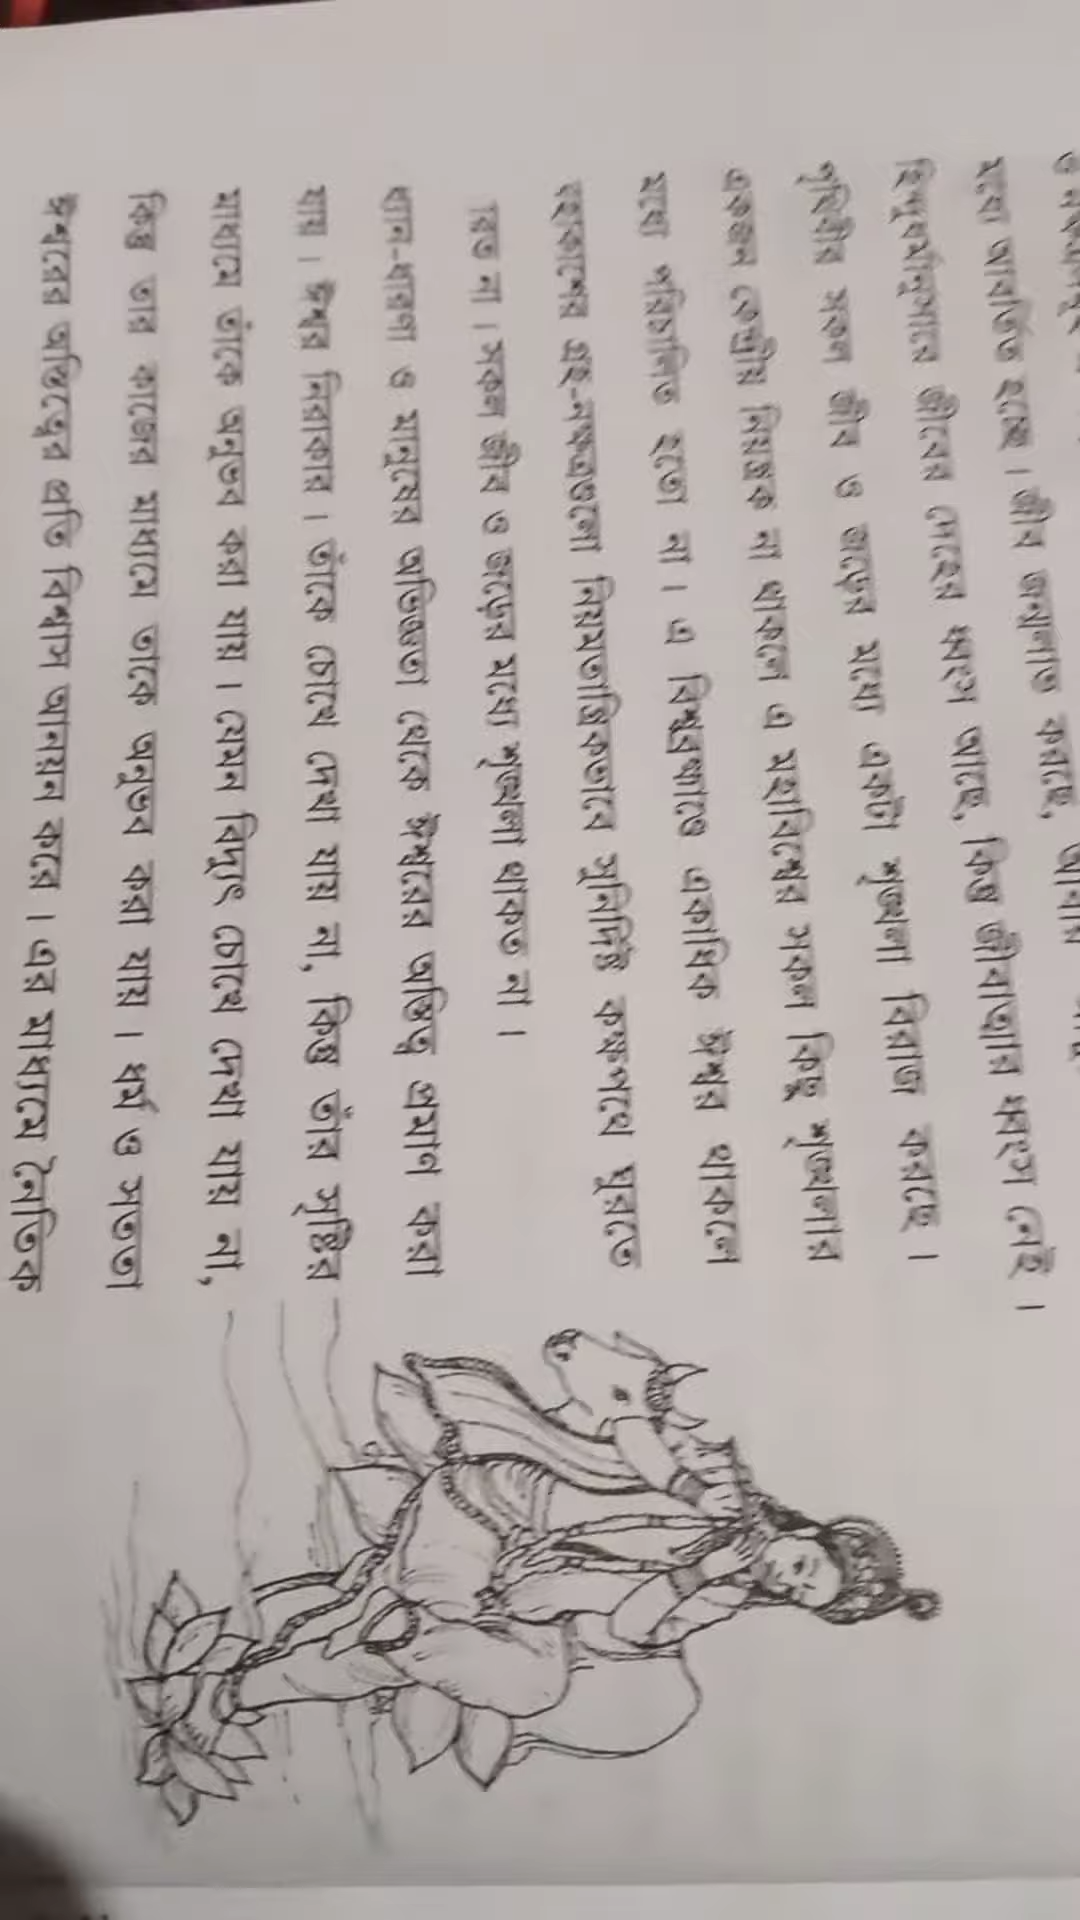 মধ্যে আবর্তিত হচ্ছে। জীব জন্মলাভ করছে, আবার
হিন্দুধর্মানুসারে জীবের দেহের ধ্বংস আছে, কিন্তু জীবাত্মার ধ্বংস নেই।
পৃথিবীর সকল জীব ও জড়ের মধ্যে একটা শৃঙ্খলা বিরাজ করছে।
একজন কেন্দ্রীয় নিয়ন্ত্রক না থাকলে এ মহাবিশ্বের সকল কিছু শৃঙ্খলার
মধ্যে পরিচালিত হতো না। এ বিশ্বব্রহ্মাণ্ডে একাধিক ঈশ্বর থাকলে
মহাকাশের গ্রহ-নক্ষত্রগুলো নিয়মতান্ত্রিকভাবে সুনির্দিষ্ট কক্ষপথে ঘুরতে
পারত না। সকল জীব ও জড়ের মধ্যে শৃঙ্খলা থাকত না।
ধ্যান-ধারণা ও মানুষের অভিজ্ঞতা থেকে ঈশ্বরের অস্তিত্ব প্রমাণ করা
যায়। ঈশ্বর নিরাকার। তাঁকে চোখে দেখা যায় না, কিন্তু তাঁর সৃষ্টির
মাধ্যমে তাঁকে অনুভব করা যায়। যেমন বিদ্যুৎ চোখে দেখা যায় না,
কিন্তু তার কাজের মাধ্যমে তাকে অনুভব করা যায়। ধর্ম ও সততা
ঈশ্বরের অস্তিত্বের প্রতি বিশ্বাস আনয়ন করে। এর মাধ্যমে নৈতিক